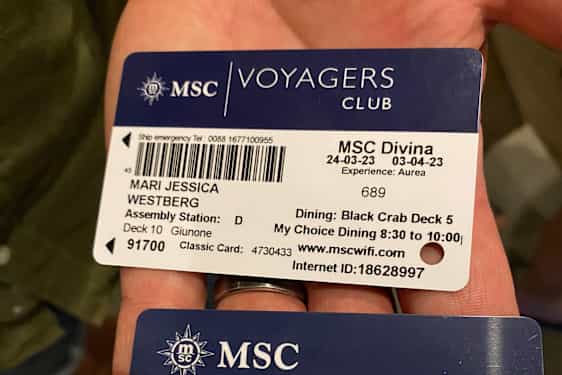 MSC VOYAGERS
CLUB
Ship emergency Tel : 0088 1677100955
MSC Divina
24-03-23 03-04-23
Experience: Aurea
MARI JESSICA
WESTBERG
689
Assembly Station: D
Dining: Black Crab Deck 5
Deck 10 Giunone
My Choice Dining 8:30 to 10:00
91700 Classic Card: 4730433 www.mscwifi.com
Internet ID:18628997
MSC